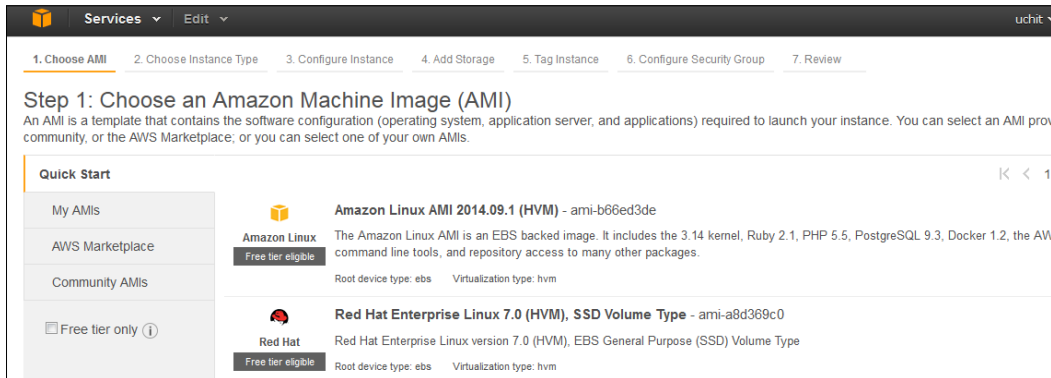 Services Edit uchit
1. Choose AMI 2. Choose Instance Type 3. Configure Instance 4. Add Storage 5. Tag Instance 6. Configure Security Group 7. Review
Step 1: Choose an Amazon Machine Image (AMI)
An AMI is a template that contains the software configuration (operating system, application server, and applications) required to launch your instance. You can select an AMI prov
community, or the AWS Marketplace; or you can select one of your own AMIs.
Quick Start
1
My AMIs
AWS Marketplace
Community AMIs
Free tier only
Amazon Linux
Free tier eligible
Amazon Linux AMI 2014.09.1 (HVM) - ami-b66ed3de
The Amazon Linux AMI is an EBS backed image. It includes the 3.14 kernel, Ruby 2.1, PHP 5.5, PostgreSQL 9.3, Docker 1.2, the AW
command line tools, and repository access to many other packages.
Root device type: ebs Virtualization type: hvm
Red Hat
Free tier eligible
Red Hat Enterprise Linux 7.0 (HVM), SSD Volume Type - ami-a8d369c0
Red Hat Enterprise Linux version 7.0 (HVM), EBS General Purpose (SSD) Volume Type
Root device type: ebs Virtualization type: hvm